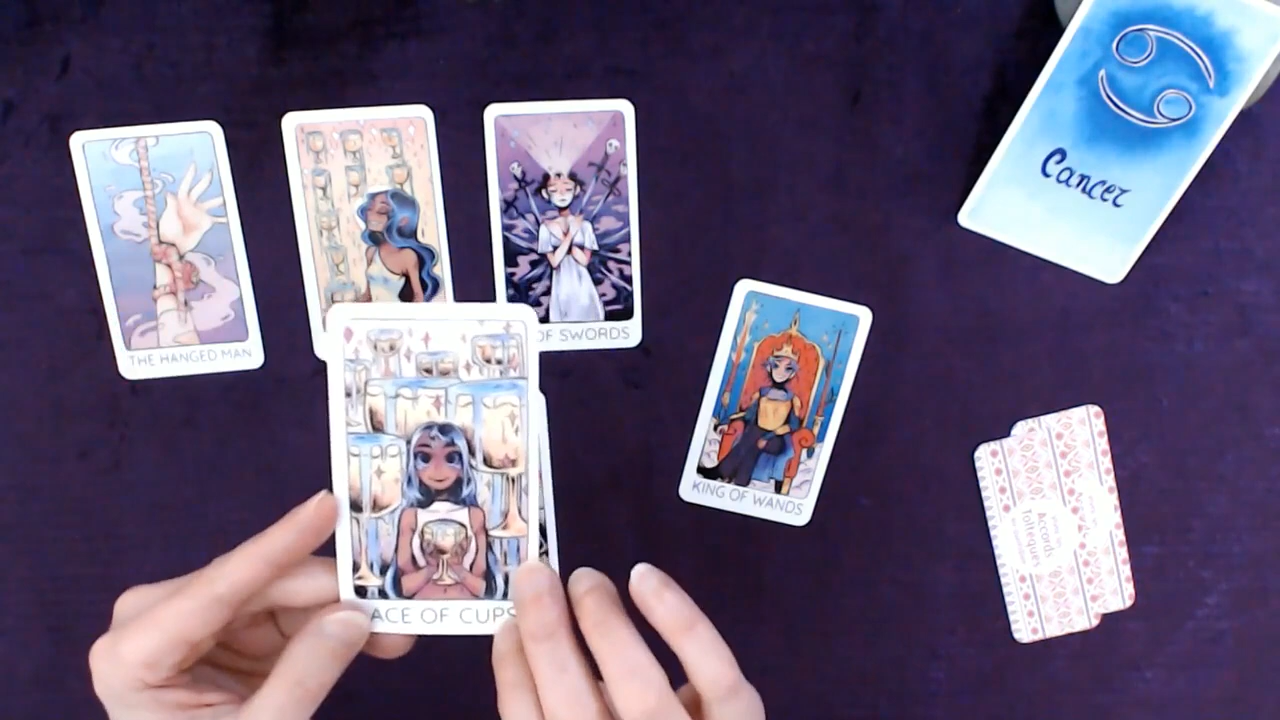 Cancer
THE HANGED MAN
OF SWORDS
KING OF WANDS
Accords
Toltèques
ACE OF CUPS